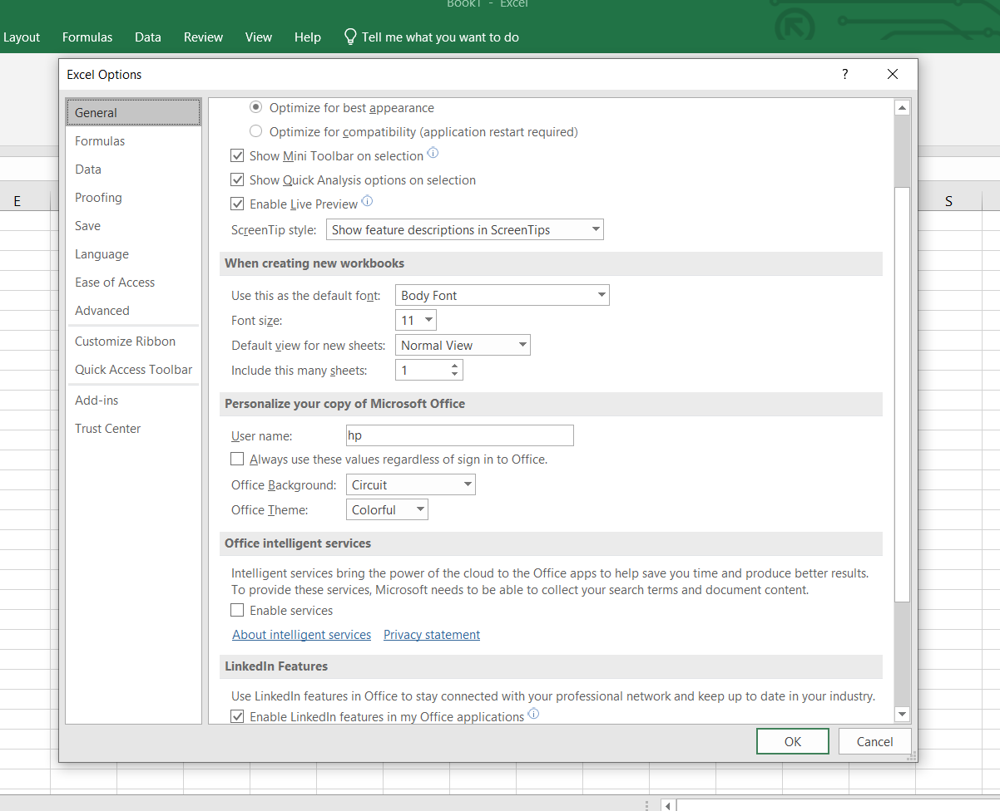 Book1 - Excel
Layout Formulas Data Review View Help Tell me what you want to do
Excel Options ?
General
Formulas
Data
Proofing
Save
Language
Ease of Access
Advanced
Customize Ribbon
Quick Access Toolbar
Add-ins
Trust Center
Optimize for best appearance
Optimize for compatibility (application restart required)
Show Mini Toolbar on selection
Show Quick Analysis options on selection
Enable Live Preview
ScreenTip style: Show feature descriptions in ScreenTips
When creating new workbooks
Use this as the default font: Body Font
Font size: 11
Default view for new sheets: Normal View
Include this many sheets: 1
Personalize your copy of Microsoft Office
User name: hp
Always use these values regardless of sign in to Office.
Office Background: Circuit
Office Theme: Colorful
Office intelligent services
Intelligent services bring the power of the cloud to the Office apps to help save you time and produce better results.
To provide these services, Microsoft needs to be able to collect your search terms and document content.
Enable services
About intelligent services Privacy statement
LinkedIn Features
Use LinkedIn features in Office to stay connected with your professional network and keep up to date in your industry.
Enable LinkedIn features in my Office applications
OK Cancel
E S